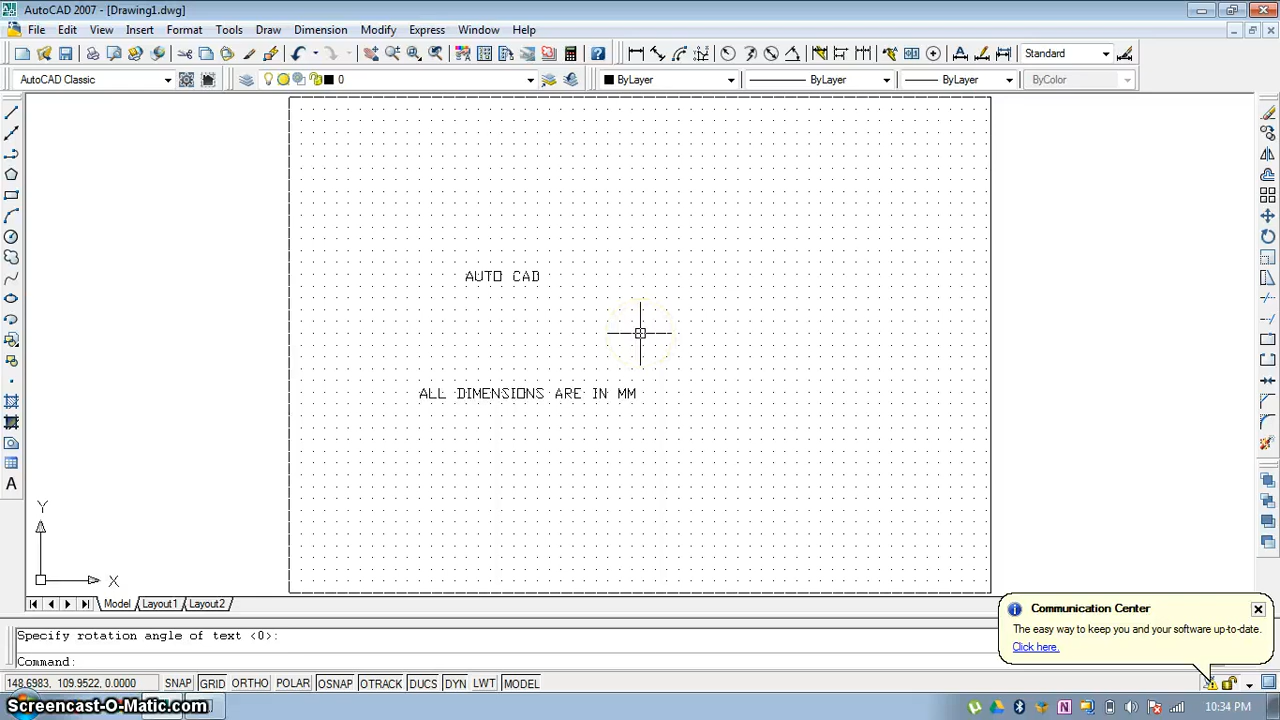 AutoCAD 2007 - [Drawing1.dwg]
File Edit View Insert Format Tools Draw Dimension Modify Express Window Help
Standard
AutoCAD Classic 0 ByLayer ByLayer ByLayer ByColor
AUTO CAD
ALL DIMENSIONS ARE IN MM
A
Y
X
Model Layout1 Layout2
Communication Center
The easy way to keep you and your software up-to-date.
Click here.
Specify rotation angle of text <0>:
Command:
148.6983, 109.9522, 0.0000 SNAP GRID ORTHO POLAR OSNAP OTRACK DUCS DYN LWT MODEL
Screencast-O-Matic.com 10:34 PM